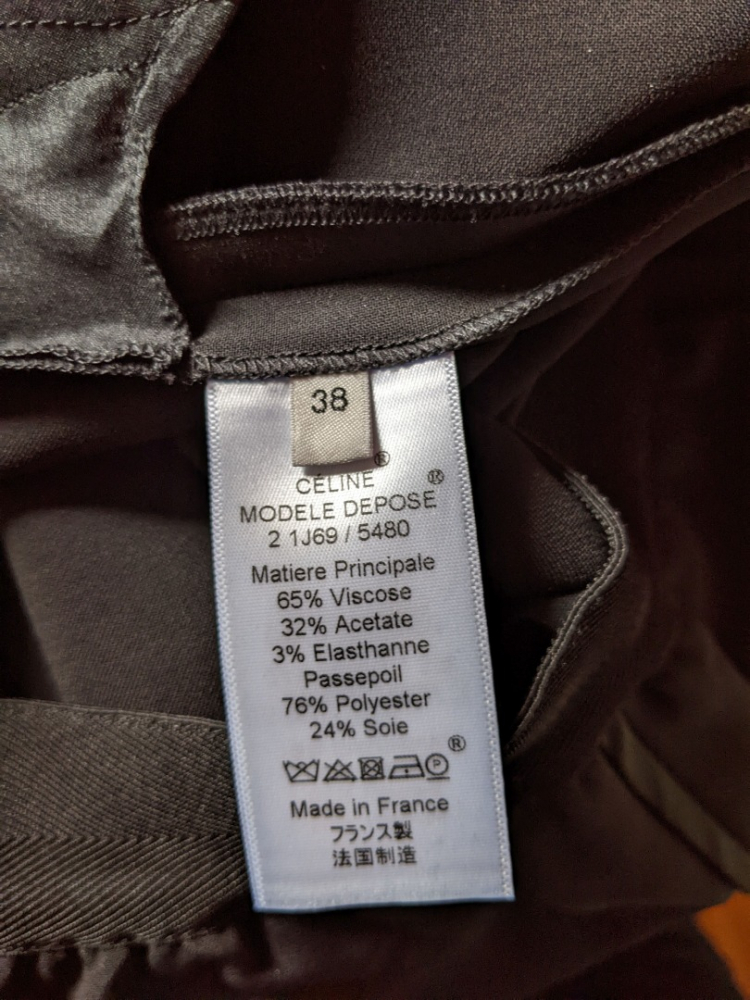 38
CÉLINE ®
MODELE DEPOSE ®
2 1J69 / 5480
Matiere Principale
65% Viscose
32% Acetate
3% Elasthanne
Passepoil
76% Polyester
24% Soie
P ®
Made in France
フランス製
法国制造